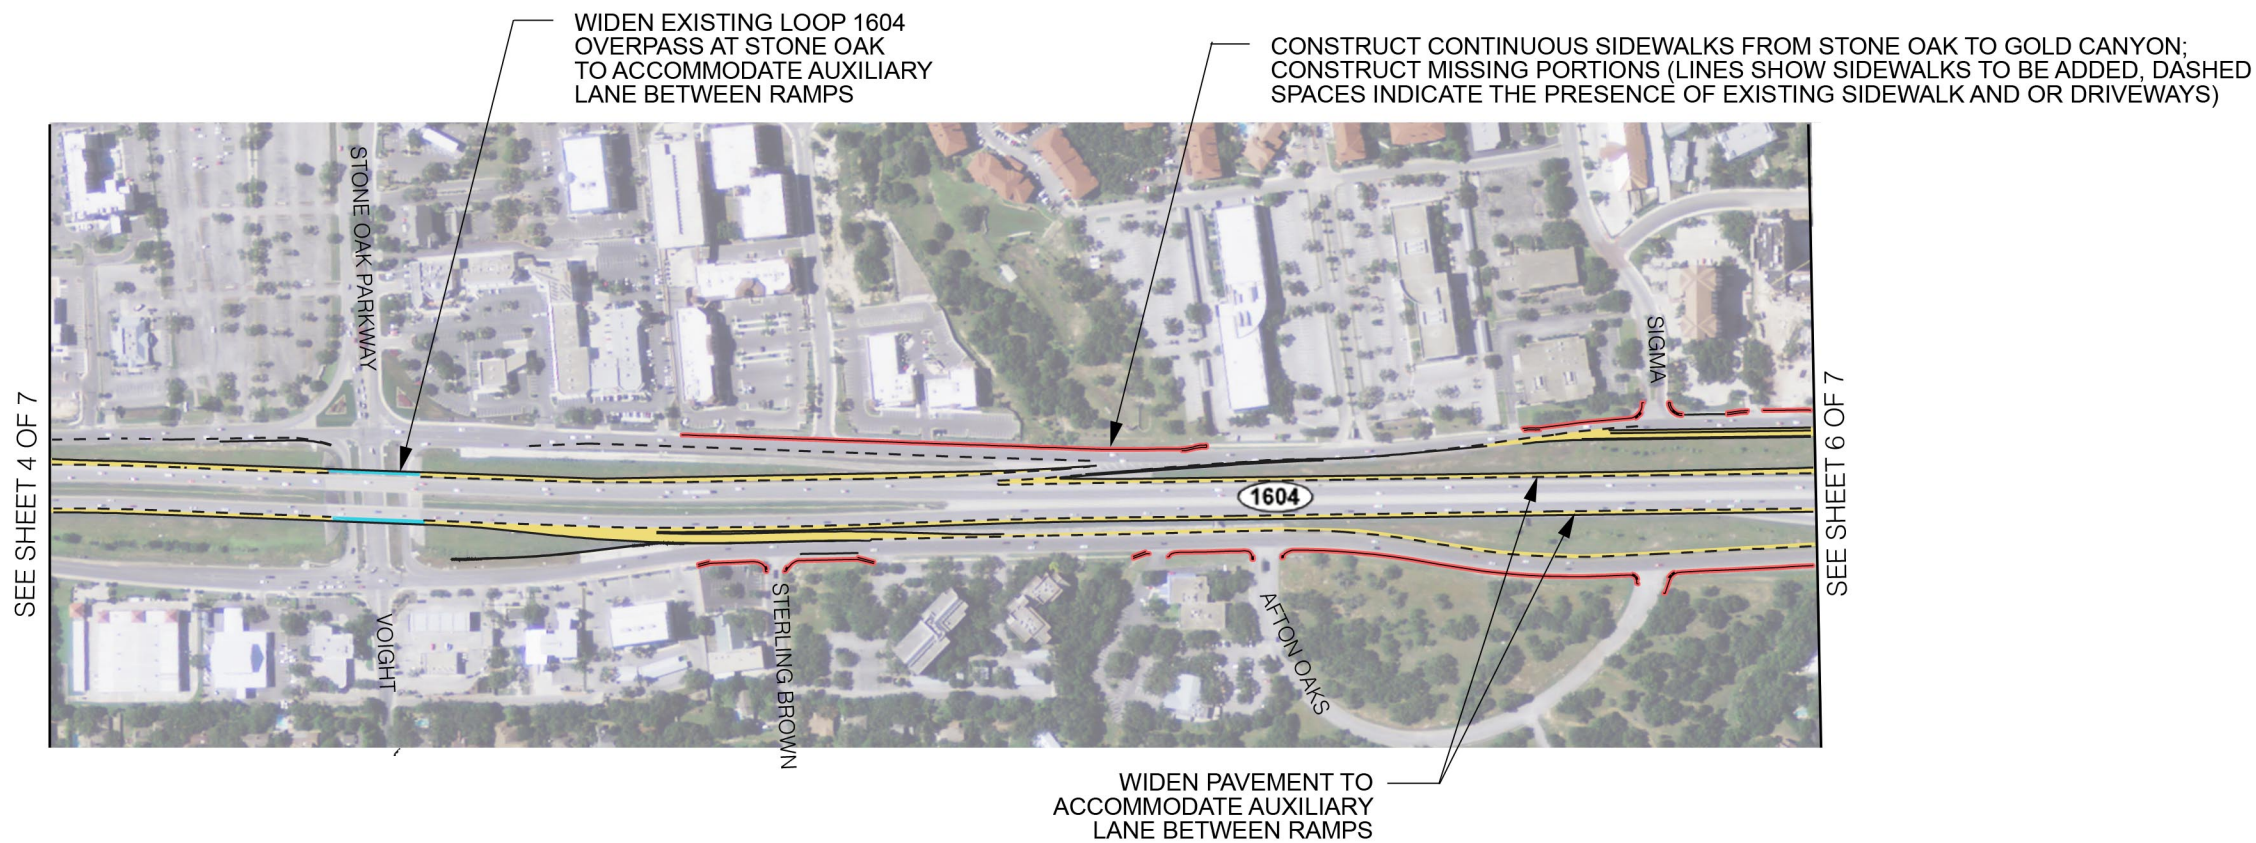 WIDEN EXISTING LOOP 1604
OVERPASS AT STONE OAK
TO ACCOMMODATE AUXILIARY
LANE BETWEEN RAMPS
CONSTRUCT CONTINUOUS SIDEWALKS FROM STONE OAK TO GOLD CANYON;
CONSTRUCT MISSING PORTIONS (LINES SHOW SIDEWALKS TO BE ADDED, DASHED
SPACES INDICATE THE PRESENCE OF EXISTING SIDEWALK AND OR DRIVEWAYS)
STONE OAK PARKWAY
SIGMA
SEE SHEET 4 OF 7
SEE SHEET 6 OF 7
1604
VOIGHT
STERLING BROWN
AFTON OAKS
WIDEN PAVEMENT TO
ACCOMMODATE AUXILIARY
LANE BETWEEN RAMPS